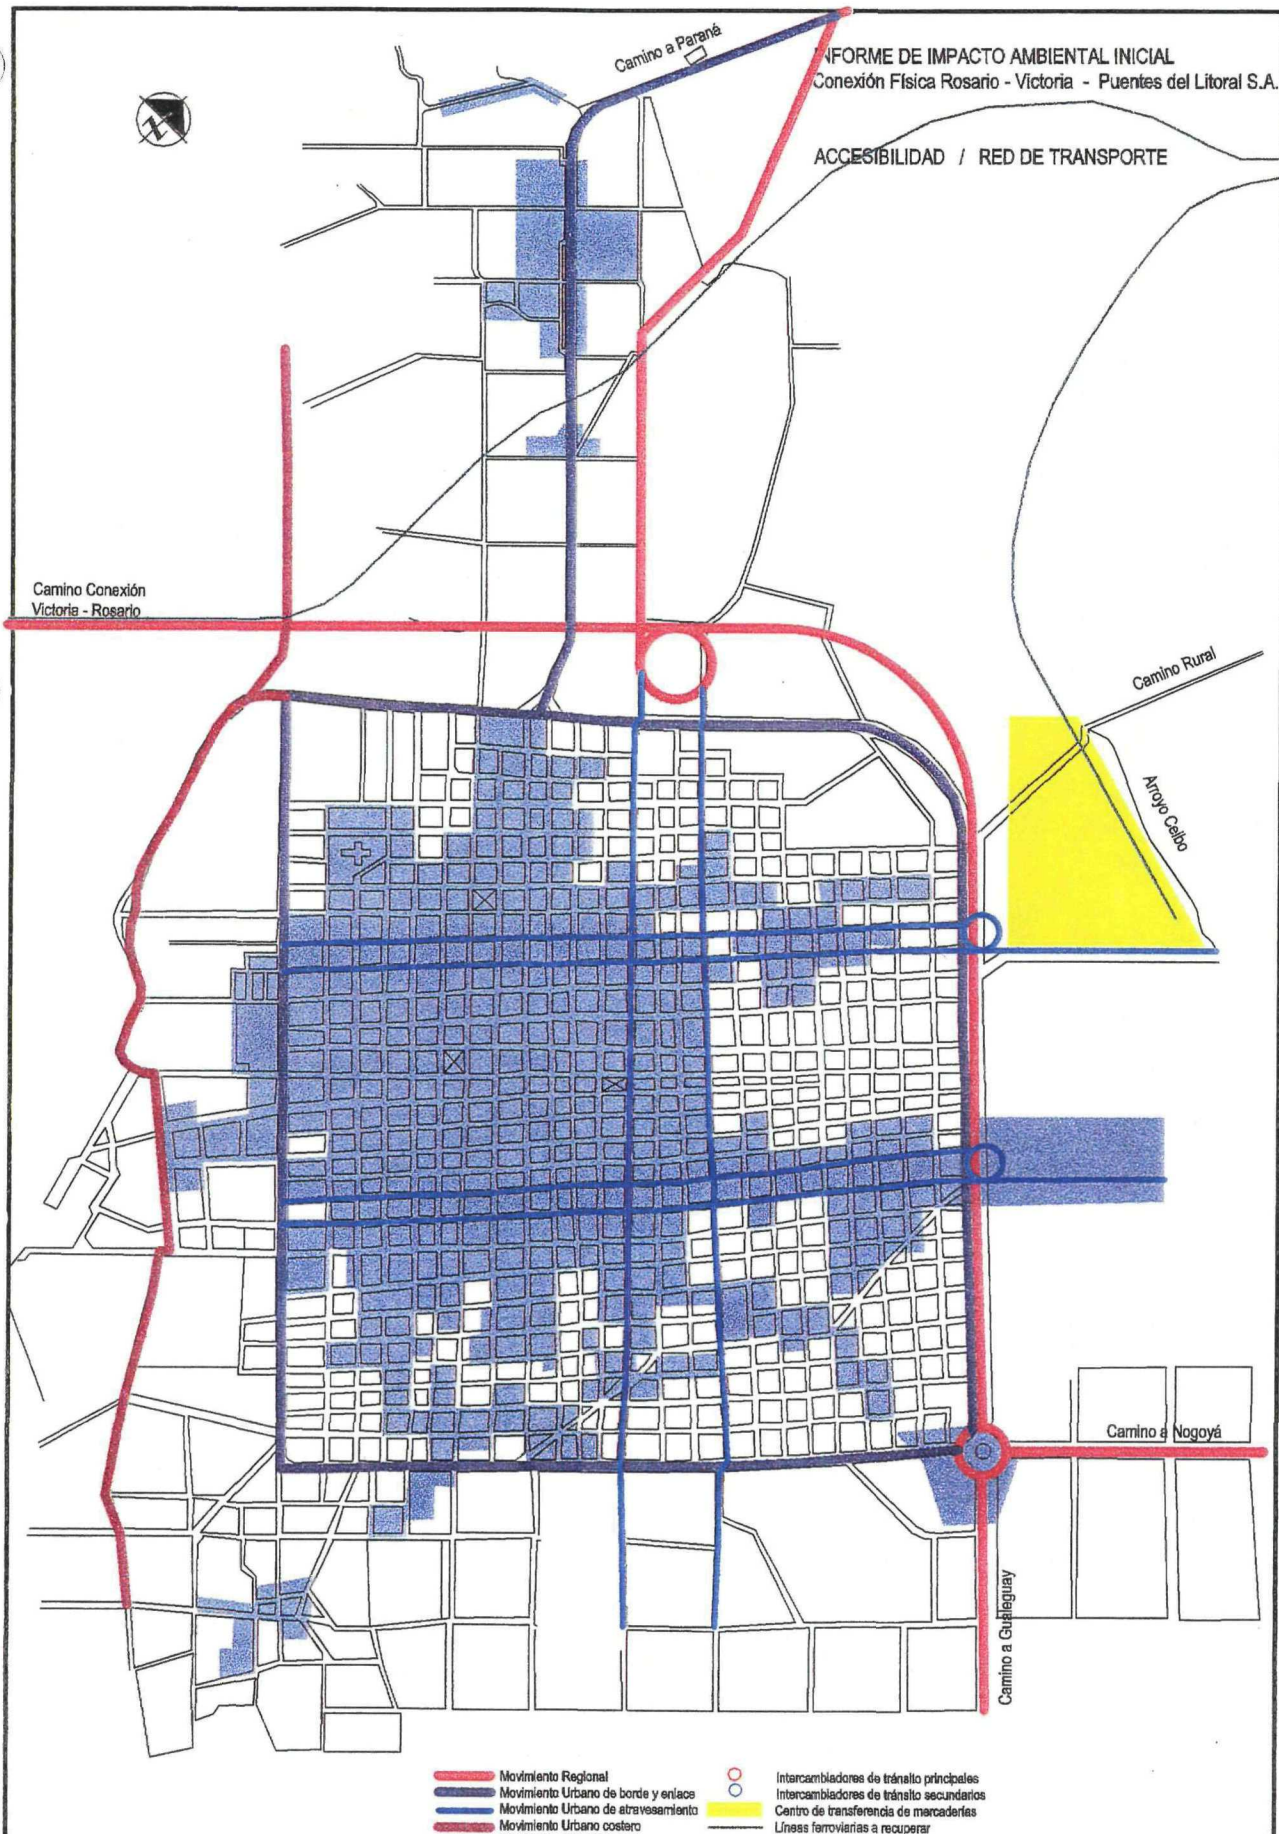 INFORME DE IMPACTO AMBIENTAL INICIAL
Conexión Física Rosario - Victoria - Puentes del Litoral S.A.
ACCESIBILIDAD / RED DE TRANSPORTE
Camino a Paraná
Camino Conexión
Victoria - Rosario
Camino Rural
Arroyo Ceibo
Camino a Nogoyá
Camino a Gualeguay
Movimiento Regional
Movimiento Urbano de borde y enlace
Movimiento Urbano de atravesamiento
Movimiento Urbano costero
Intercambiadores de tránsito principales
Intercambiadores de tránsito secundarios
Centro de transferencia de mercaderías
Líneas ferroviarias a recuperar